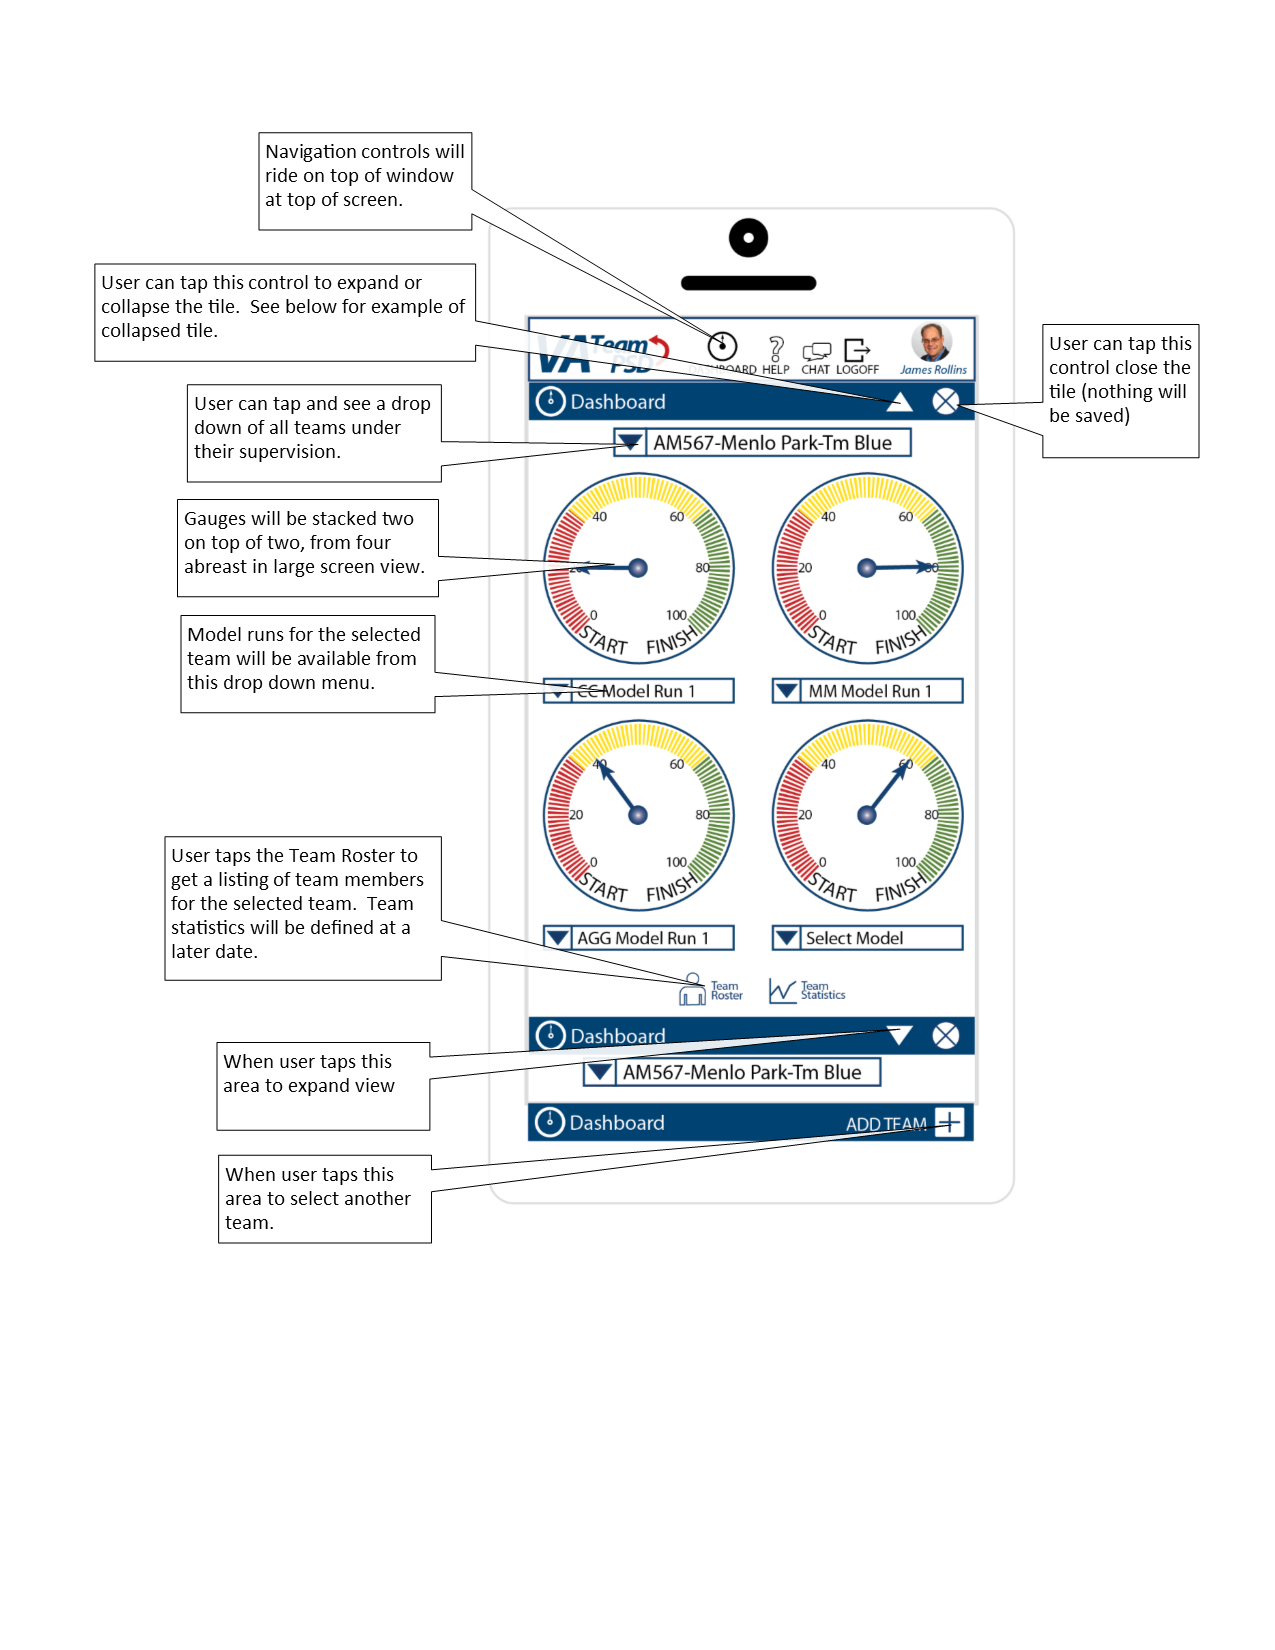 Navigation controls will
ride on top of window
at top of screen.
User can tap this control to expand or
collapse the tile.  See below for example of
collapsed tile.
User can tap this
control close the
tile (nothing will
be saved)
VA Team
PSD
DASHBOARD HELP CHAT LOGOFF
James Rollins
Dashboard
User can tap and see a drop
down of all teams under
their supervision.
AM567-Menlo Park-Tm Blue
Gauges will be stacked two
on top of two, from four
abreast in large screen view.
40 60
20 80
0 100
START FINISH
40 60
20 80
0 100
START FINISH
Model runs for the selected
team will be available from
this drop down menu.
CC Model Run 1
MM Model Run 1
40 60
20 80
0 100
START FINISH
40 60
20 80
0 100
START FINISH
User taps the Team Roster to
get a listing of team members
for the selected team.  Team
statistics will be defined at a
later date.
AGG Model Run 1
Select Model
Team
Roster
Team
Statistics
Dashboard
When user taps this
area to expand view
AM567-Menlo Park-Tm Blue
Dashboard
ADD TEAM
When user taps this
area to select another
team.